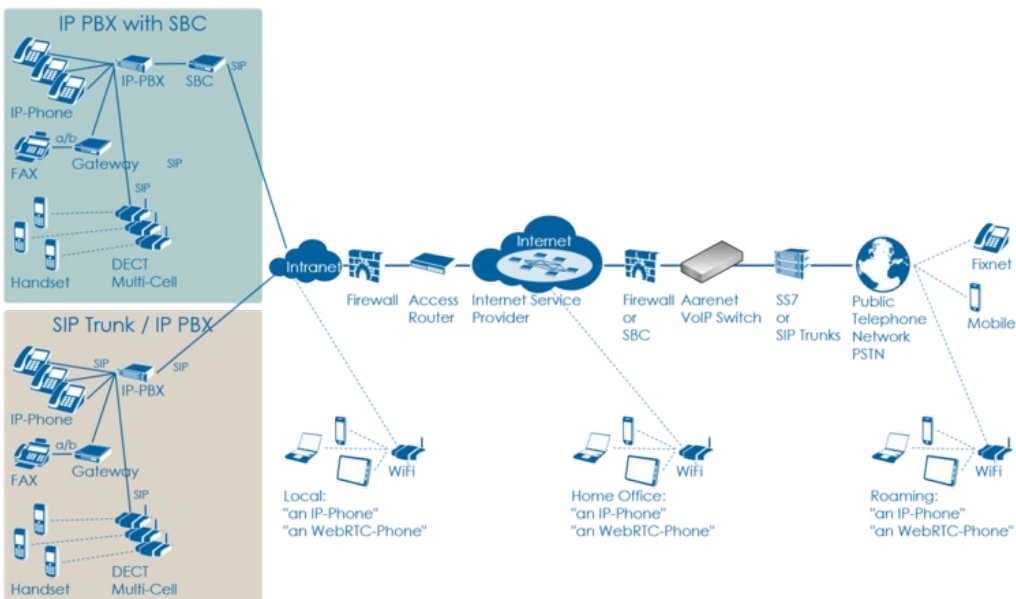 IP PBX with SBC
IP-PBX
SBC
SIP
IP-Phone
a/b
FAX
Gateway
SIP
SIP
Handset
DECT
Multi-Cell
SIP Trunk / IP PBX
SIP
IP-PBX
SIP
IP-Phone
a/b
FAX
Gateway
SIP
Handset
DECT
Multi-Cell
Intranet
Firewall
Access
Router
Internet
Internet Service
Provider
Firewall
or
SBC
Aarenet
VoIP Switch
SS7
or
SIP Trunks
Public
Telephone
Network
PSTN
Fixnet
Mobile
WiFi
Local:
"an IP-Phone"
"an WebRTC-Phone"
WiFi
Home Office:
"an IP-Phone"
"an WebRTC-Phone"
WiFi
Roaming:
"an IP-Phone"
"an WebRTC-Phone"